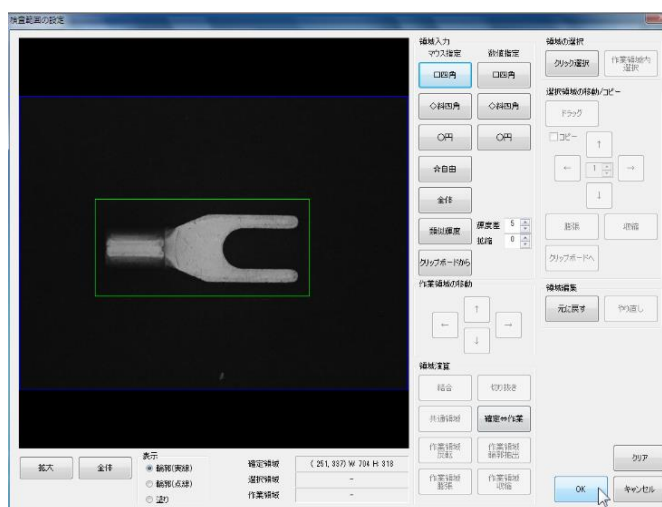 検査範囲の設定
領域入力
マウス指定
数値指定
□四角
□四角
◇斜四角
◇斜四角
○円
○円
☆自由
全体
類似輝度
輝度差 5
拡縮 0
クリップボードから
作業領域の移動
↑
←
→
↓
領域演算
結合
切り抜き
共通領域
確定⇔作業
作業領域
反転
作業領域
輪郭抽出
作業領域
膨張
作業領域
収縮
領域の選択
クリック選択
作業領域内
選択
選択領域の移動/コピー
ドラッグ
コピー
↑
←
1
→
↓
膨張
収縮
クリップボードへ
領域編集
元に戻す
やり直し
クリア
OK
キャンセル
拡大
全体
表示
輪郭(実線)
輪郭(点線)
塗り
確定領域
( 251, 337) W 704 H 318
選択領域
-
作業領域
-